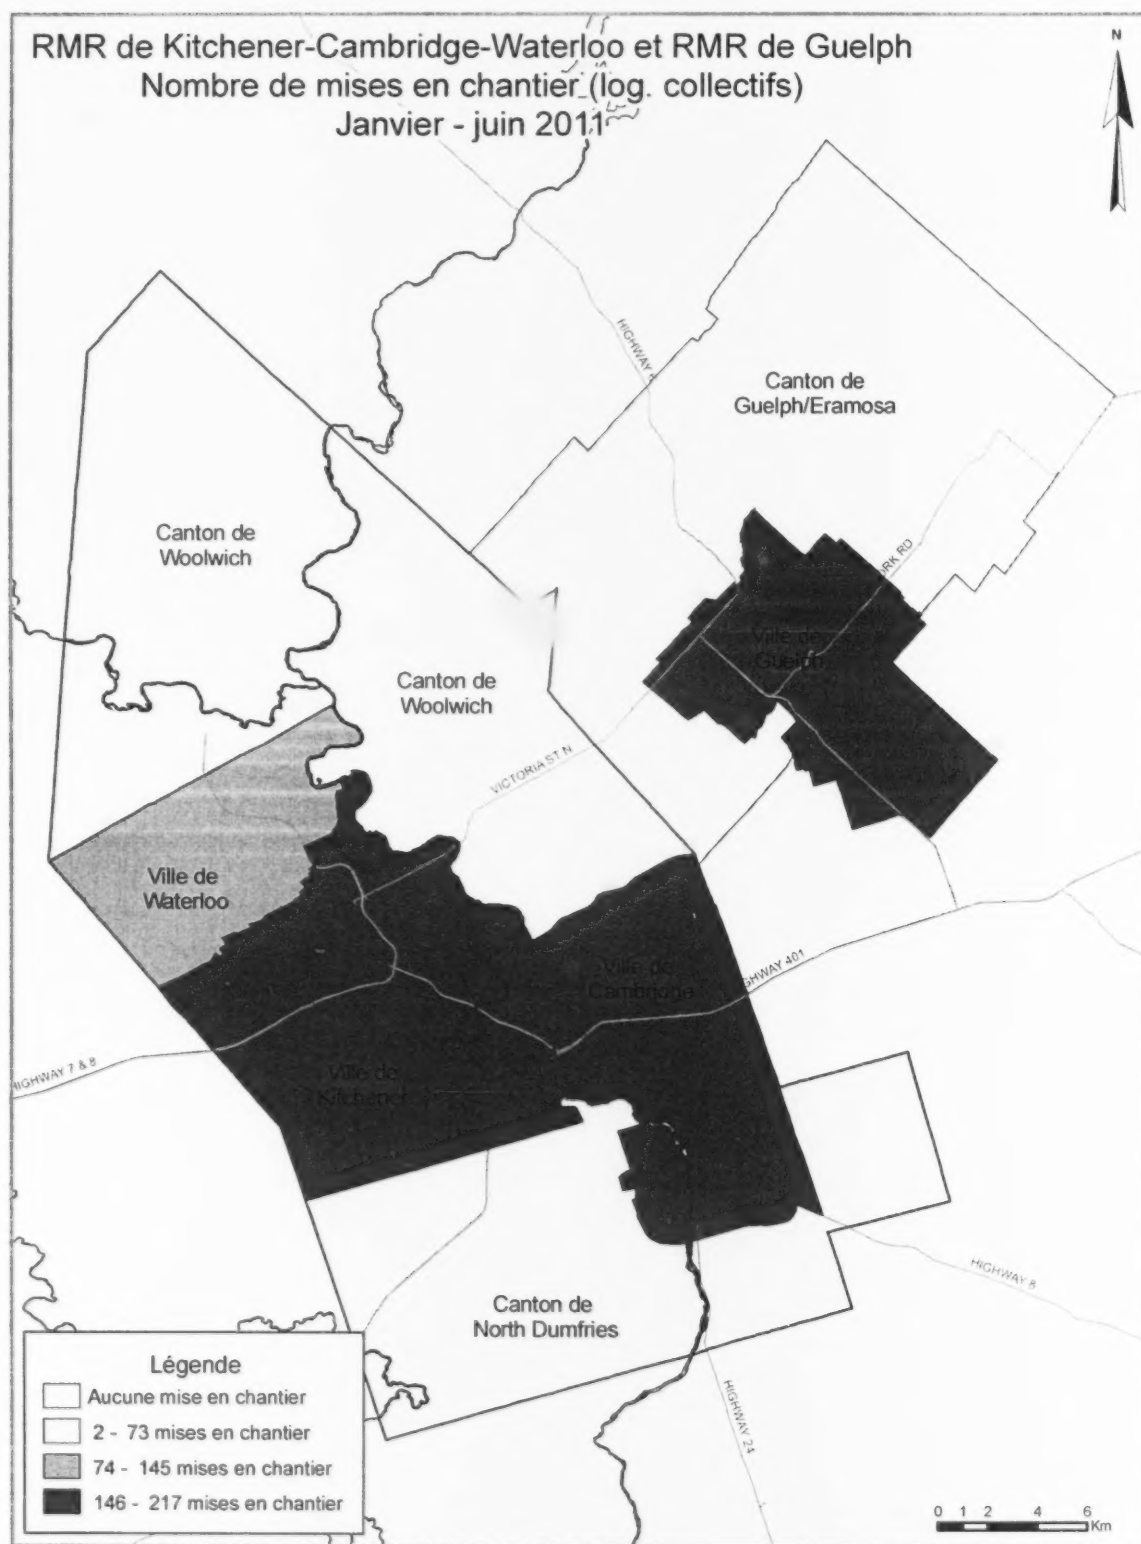 RMR de Kitchener-Cambridge-Waterloo et RMR de Guelph
Nombre de mises en chantier (log. collectifs)
Janvier - juin 2011
N
HIGHWAY
Canton de
Guelph/Eramosa
Canton de
Woolwich
RK RD
Ville de
Guelph
Canton de
Woolwich
VICTORIA ST N
Ville de
Waterloo
Ville de
Cambridge
GHWAY 401
HIGHWAY 7 & 8
Ville de
Kitchener
HIGHWAY 8
Canton de
North Dumfries
HIGHWAY 24
Légende
Aucune mise en chantier
2 - 73 mises en chantier
74 - 145 mises en chantier
146 - 217 mises en chantier
0 1 2 4 6
Km